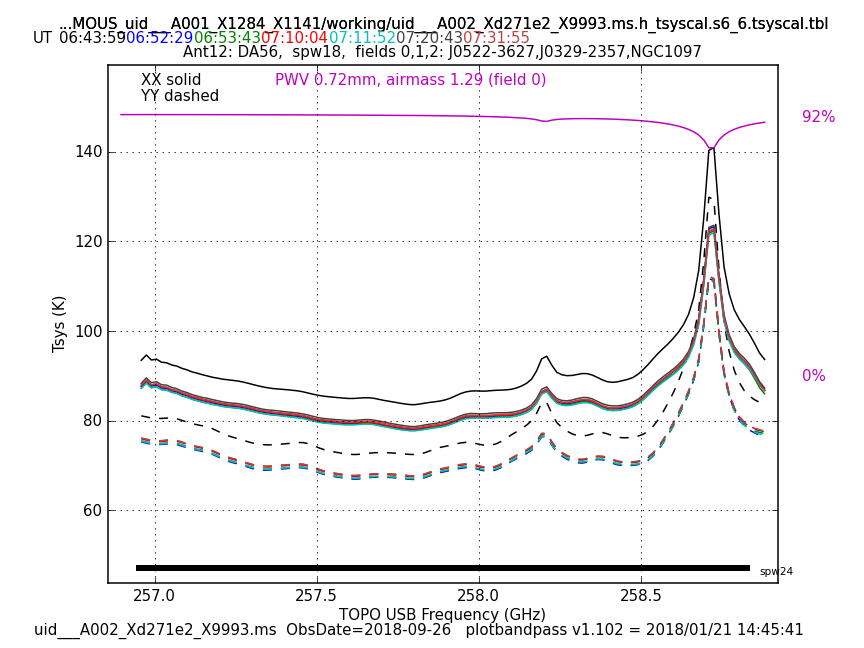 ...MOUS_uid___A001_X1284_X1141/working/uid___A002_Xd271e2_X9993.ms.h_tsyscal.s6_6.tsyscal.tbl
UT 06:43:59 06:52:29 06:53:43 07:10:04 07:11:52 07:20:43 07:31:55
Ant12: DA56, spw18, fields 0,1,2: J0522-3627,J0329-2357,NGC1097
XX solid PWV 0.72mm, airmass 1.29 (field 0)
YY dashed
92%
140
120
100
80
60
Tsys (K)
0%
spw24
257.0 257.5 258.0 258.5
TOPO USB Frequency (GHz)
uid___A002_Xd271e2_X9993.ms ObsDate=2018-09-26 plotbandpass v1.102 = 2018/01/21 14:45:41